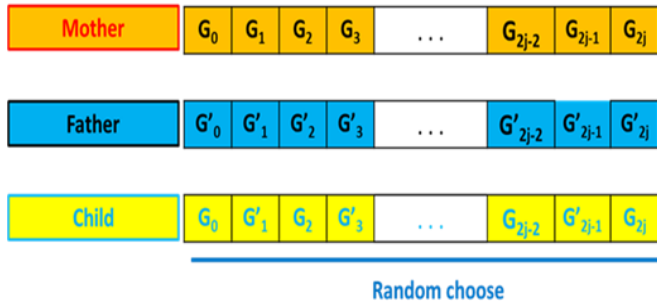 Mother G₀ G₁ G₂ G₃ ... G₂ⱼ₋₂ G₂ⱼ₋₁ G₂ⱼ
Father G'₀ G'₁ G'₂ G'₃ ... G'₂ⱼ₋₂ G'₂ⱼ₋₁ G'₂ⱼ
Child G₀ G'₁ G₂ G'₃ ... G₂ⱼ₋₂ G'₂ⱼ₋₁ G₂ⱼ
Random choose